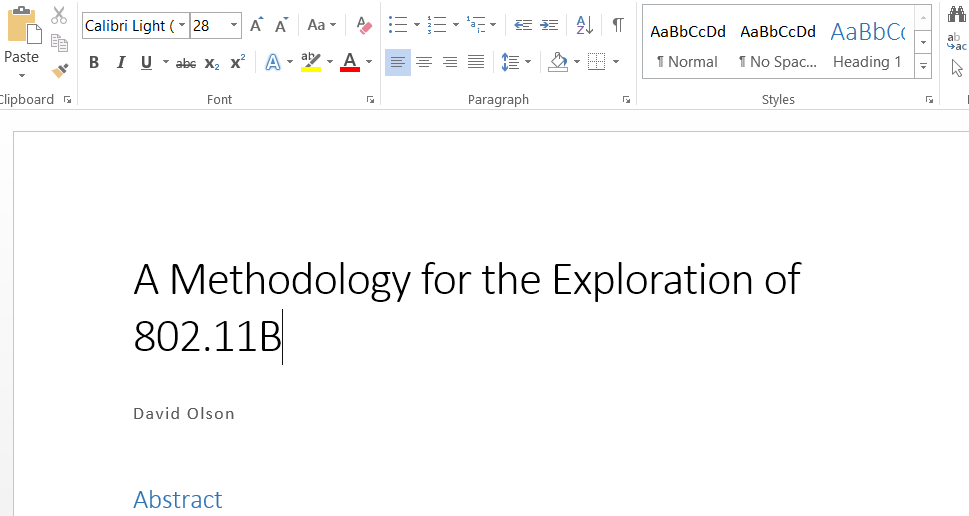 Calibri Light ( 28 Aa
Paste B I U abc x₂ x² A ab A
AaBbCcDd AaBbCcDd AaBbCc
¶ Normal ¶ No Spac... Heading 1
Clipboard Font Paragraph Styles
A Methodology for the Exploration of
802.11B
David Olson
Abstract